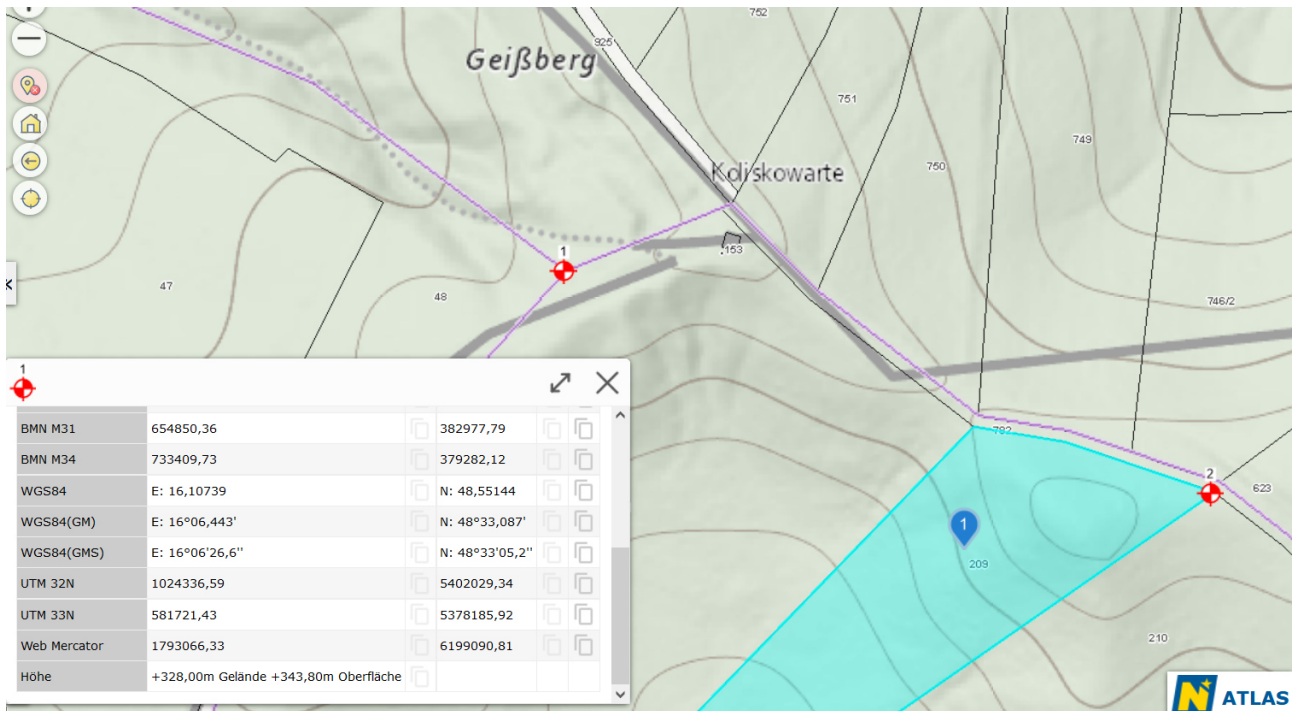 752
925
Geißberg
751
749
Koliskowarte
750
.153
1
47
48
746/2
782
2
623
1
209
210
1
BMN M31 654850,36 382977,79
BMN M34 733409,73 379282,12
WGS84 E: 16,10739 N: 48,55144
WGS84(GM) E: 16°06,443' N: 48°33,087'
WGS84(GMS) E: 16°06'26,6'' N: 48°33'05,2''
UTM 32N 1024336,59 5402029,34
UTM 33N 581721,43 5378185,92
Web Mercator 1793066,33 6199090,81
Höhe +328,00m Gelände +343,80m Oberfläche
N ATLAS